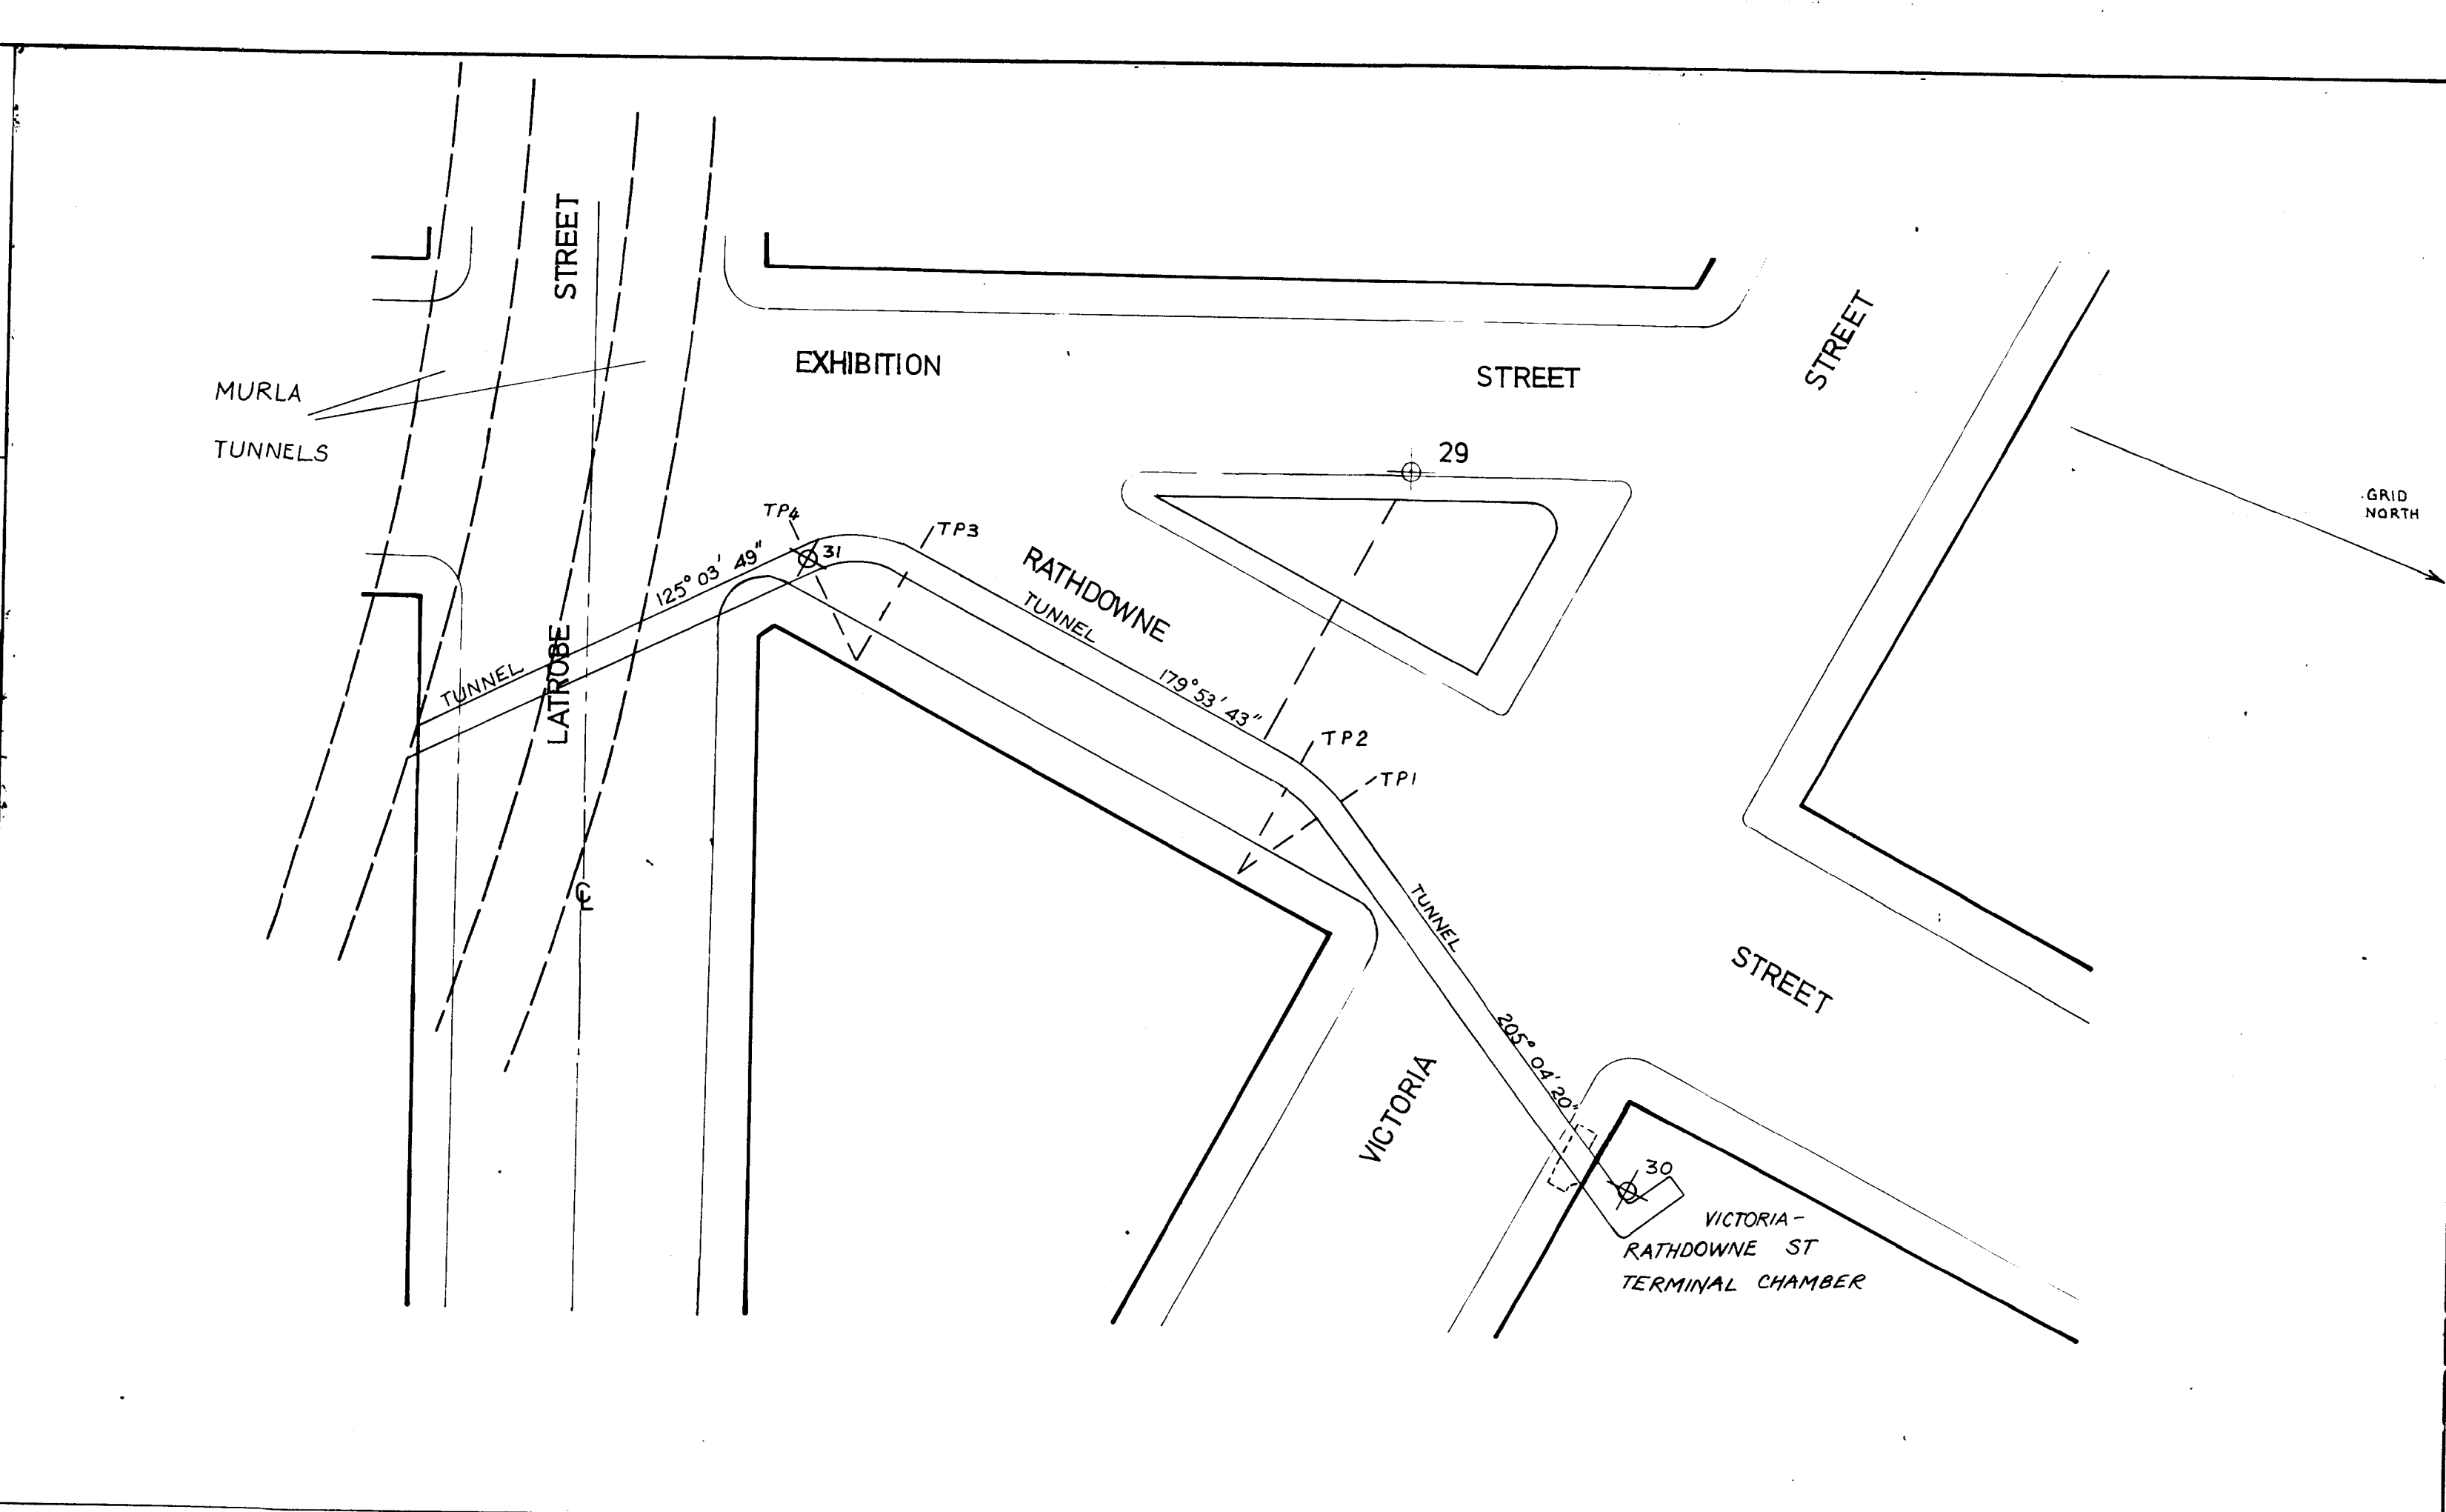 STREET
STREET
EXHIBITION
STREET
MURLA
TUNNELS
29
GRID
NORTH
TP4
31
TP3
125° 03' 49"
RATHDOWNE
TUNNEL
TUNNEL
LATROBE
179° 53' 43"
TP2
TP1
℄
TUNNEL
STREET
205° 04' 20"
VICTORIA
30
VICTORIA-
RATHDOWNE ST
TERMINAL CHAMBER